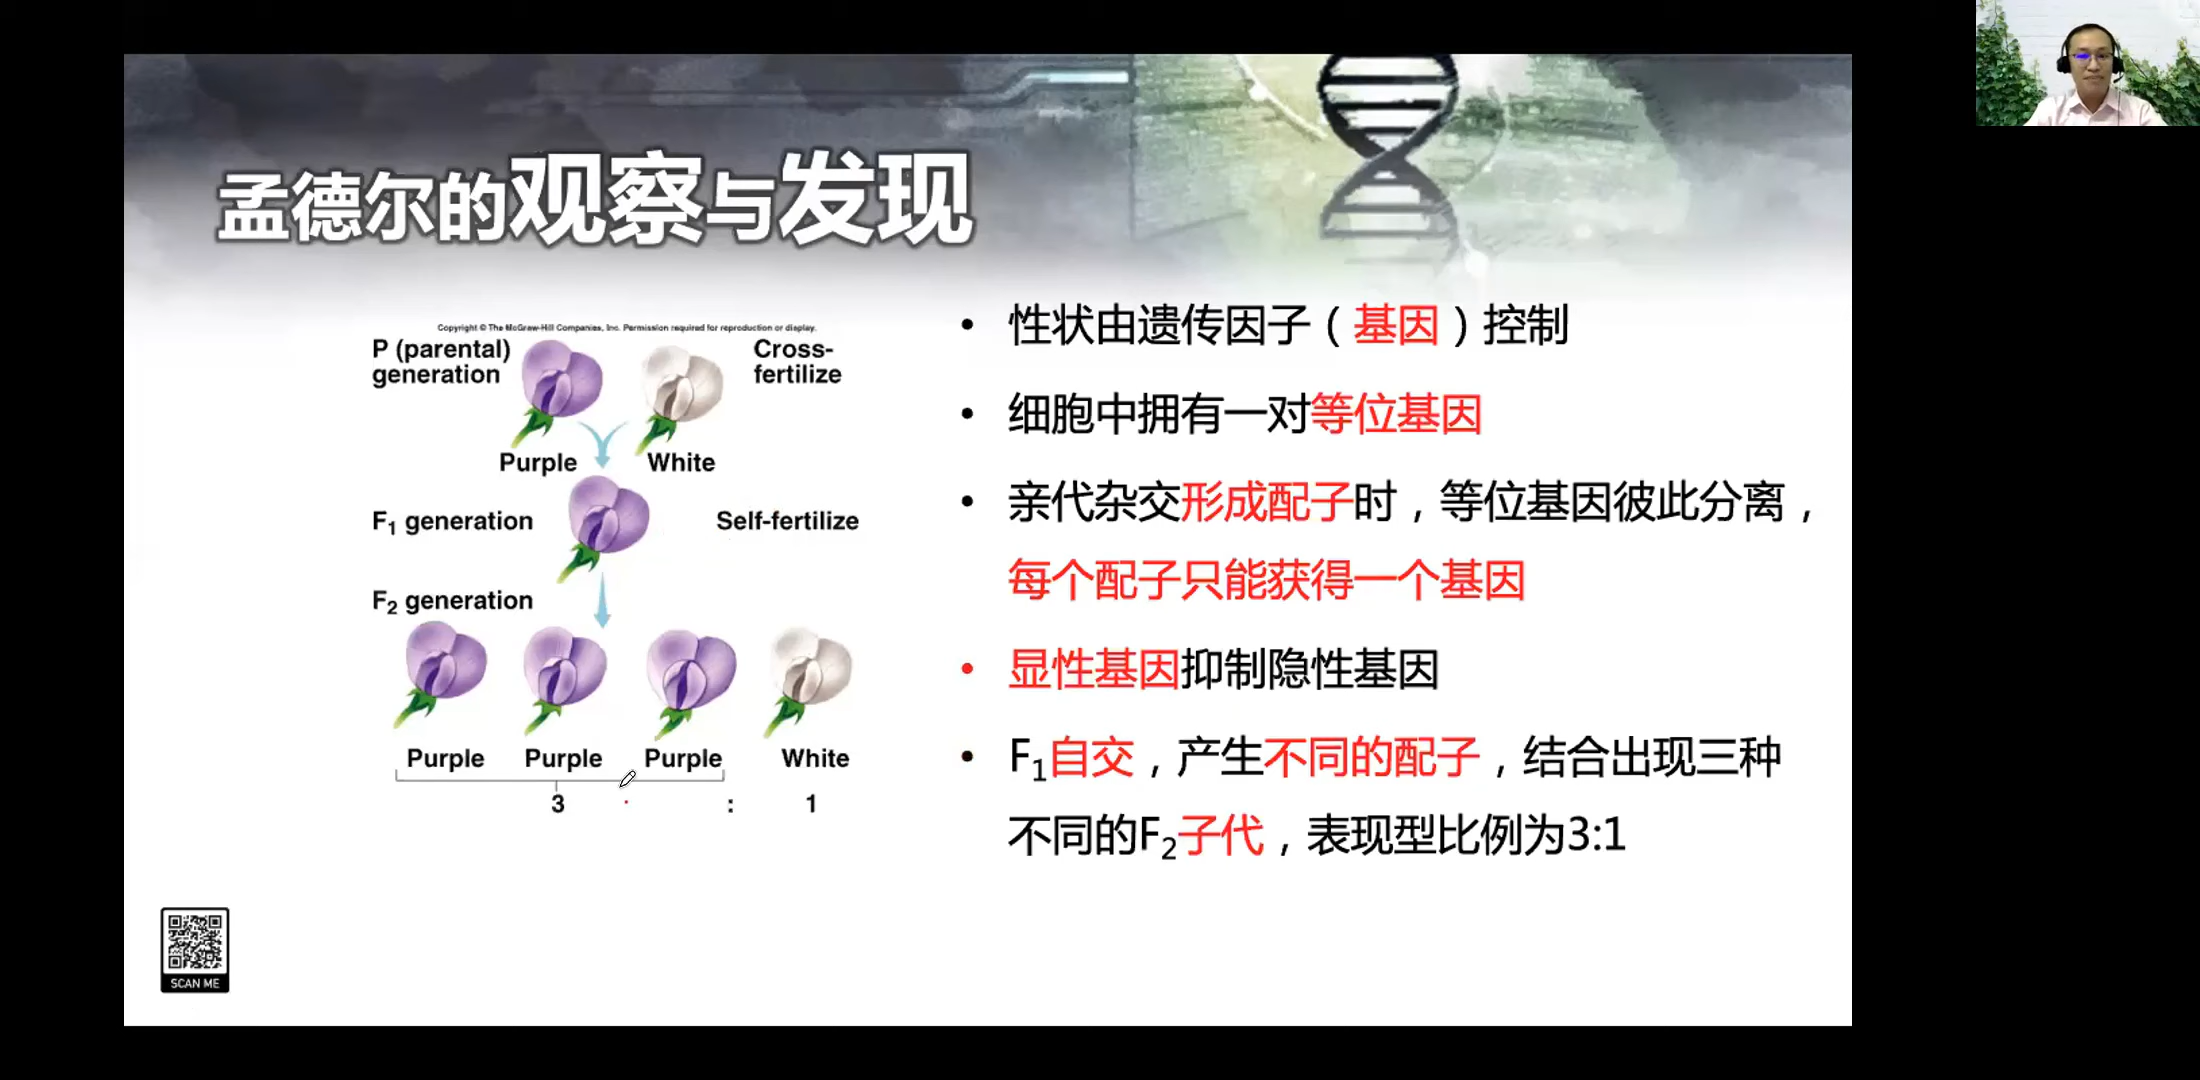 孟德尔的观察与发现
Copyright © The McGraw-Hill Companies, Inc. Permission required for reproduction or display.
P (parental)
generation
Cross-
fertilize
Purple White
F1 generation
Self-fertilize
F2 generation
Purple Purple Purple White
3 : 1
• 性状由遗传因子（基因）控制
• 细胞中拥有一对等位基因
• 亲代杂交形成配子时，等位基因彼此分离，
每个配子只能获得一个基因
• 显性基因抑制隐性基因
• F1自交，产生不同的配子，结合出现三种
不同的F2子代，表现型比例为3:1
SCAN ME